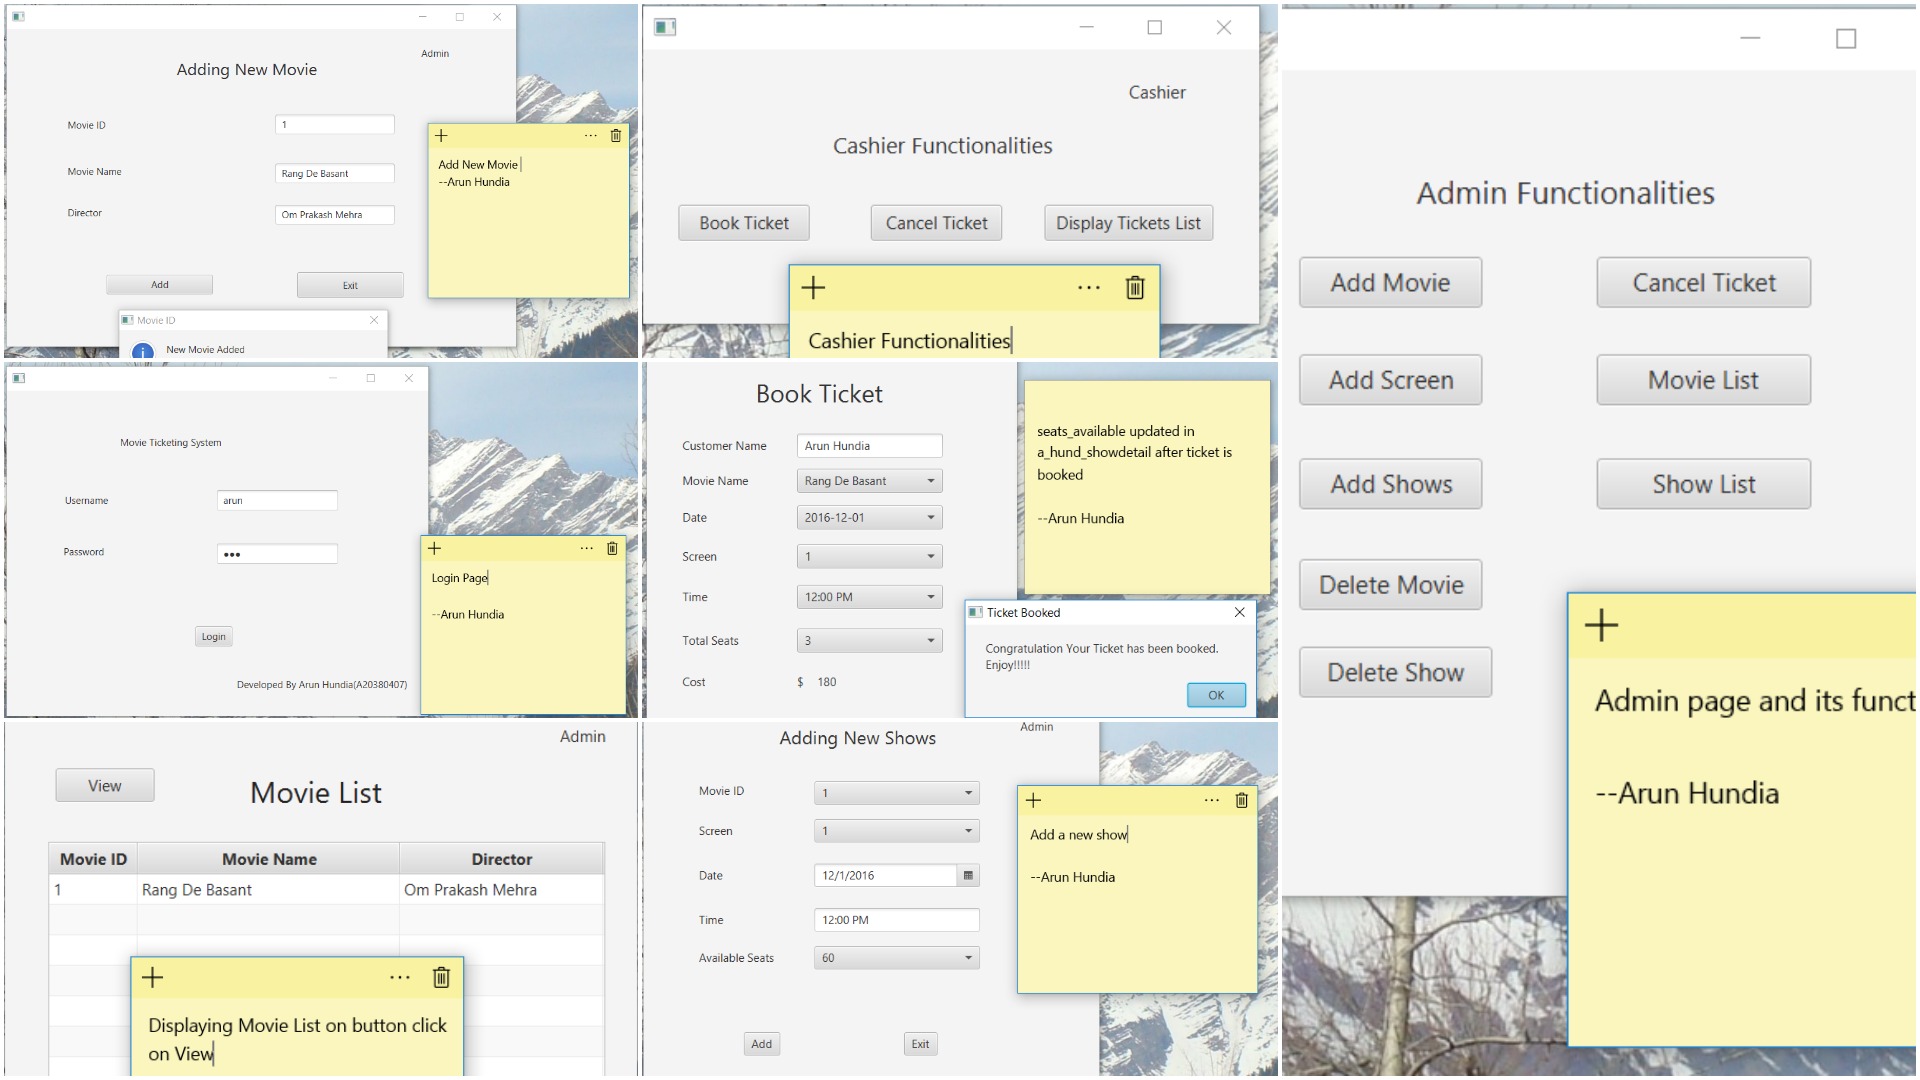 Admin
Adding New Movie
Movie ID
1
Movie Name
Rang De Basant
Director
Om Prakash Mehra
Add
Exit
Add New Movie
--Arun Hundia
Movie ID
New Movie Added
Cashier
Cashier Functionalities
Book Ticket
Cancel Ticket
Display Tickets List
Cashier Functionalities
Admin Functionalities
Add Movie
Cancel Ticket
Add Screen
Movie List
Add Shows
Show List
Delete Movie
Delete Show
Admin page and its funct
--Arun Hundia
Movie Ticketing System
Username
arun
Password
Login
Developed By Arun Hundia(A20380407)
Login Page
--Arun Hundia
Book Ticket
Customer Name
Arun Hundia
Movie Name
Rang De Basant
Date
2016-12-01
Screen
1
Time
12:00 PM
Total Seats
3
Cost
$ 180
seats_available updated in
a_hund_showdetail after ticket is
booked
--Arun Hundia
Ticket Booked
Congratulation Your Ticket has been booked.
Enjoy!!!!!
OK
Admin
View
Movie List
Movie ID Movie Name Director
1 Rang De Basant Om Prakash Mehra
Displaying Movie List on button click
on View
Admin
Adding New Shows
Movie ID
1
Screen
1
Date
12/1/2016
Time
12:00 PM
Available Seats
60
Add
Exit
Add a new show
--Arun Hundia